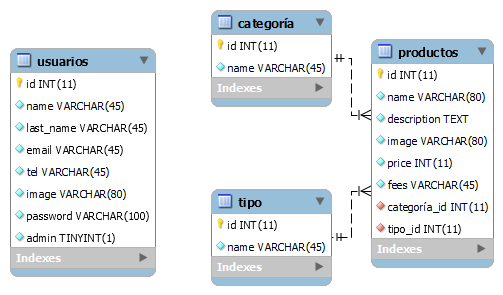 usuarios
id INT(11)
name VARCHAR(45)
last_name VARCHAR(45)
email VARCHAR(45)
tel VARCHAR(45)
image VARCHAR(80)
password VARCHAR(100)
admin TINYINT(1)
Indexes
categoría
id INT(11)
name VARCHAR(45)
Indexes
tipo
id INT(11)
name VARCHAR(45)
Indexes
productos
id INT(11)
name VARCHAR(80)
description TEXT
image VARCHAR(80)
price INT(11)
fees VARCHAR(45)
categoría_id INT(11)
tipo_id INT(11)
Indexes